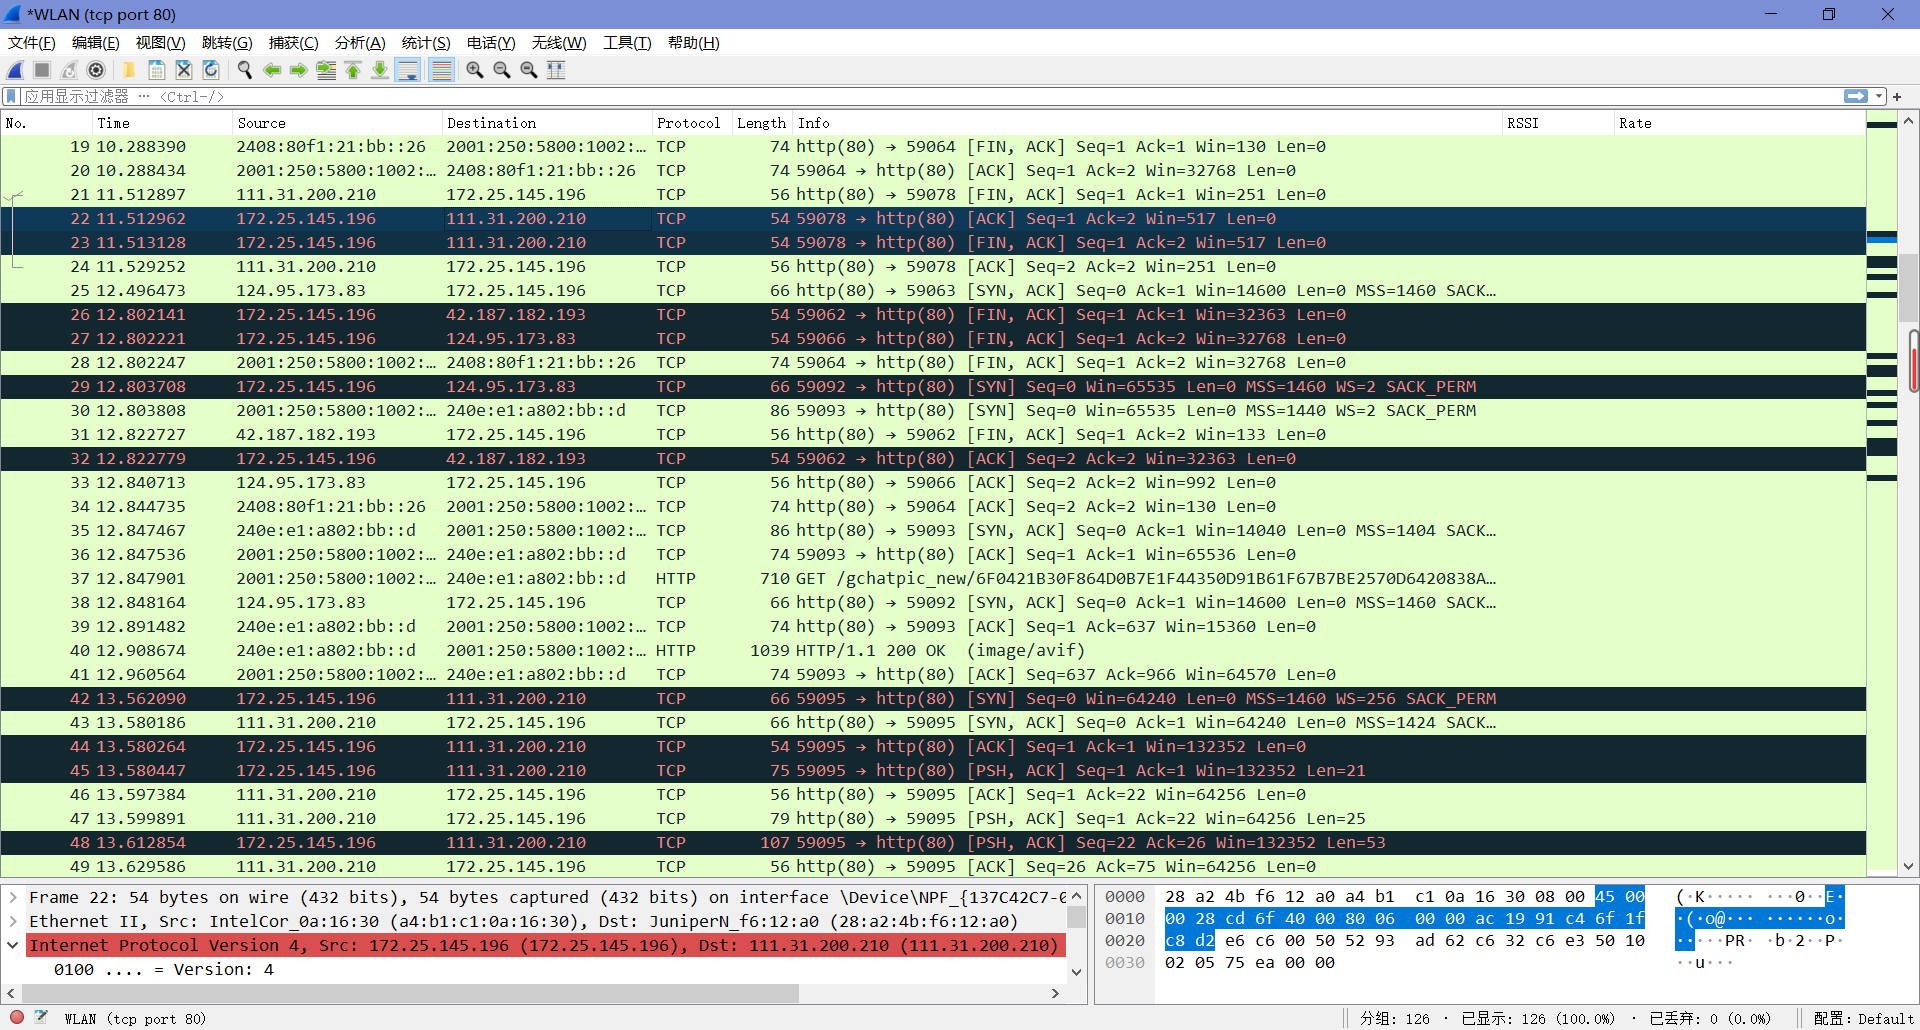 *WLAN (tcp port 80)
文件(F) 编辑(E) 视图(V) 跳转(G) 捕获(C) 分析(A) 统计(S) 电话(Y) 无线(W) 工具(T) 帮助(H)
应用显示过滤器 ··· <Ctrl-/>
No. Time Source Destination Protocol Length Info RSSI Rate
19 10.288390 2408:80f1:21:bb::26 2001:250:5800:1002:… TCP 74 http(80) → 59064 [FIN, ACK] Seq=1 Ack=1 Win=130 Len=0
20 10.288434 2001:250:5800:1002:… 2408:80f1:21:bb::26 TCP 74 59064 → http(80) [ACK] Seq=1 Ack=2 Win=32768 Len=0
21 11.512897 111.31.200.210 172.25.145.196 TCP 56 http(80) → 59078 [FIN, ACK] Seq=1 Ack=1 Win=251 Len=0
22 11.512962 172.25.145.196 111.31.200.210 TCP 54 59078 → http(80) [ACK] Seq=1 Ack=2 Win=517 Len=0
23 11.513128 172.25.145.196 111.31.200.210 TCP 54 59078 → http(80) [FIN, ACK] Seq=1 Ack=2 Win=517 Len=0
24 11.529252 111.31.200.210 172.25.145.196 TCP 56 http(80) → 59078 [ACK] Seq=2 Ack=2 Win=251 Len=0
25 12.496473 124.95.173.83 172.25.145.196 TCP 66 http(80) → 59063 [SYN, ACK] Seq=0 Ack=1 Win=14600 Len=0 MSS=1460 SACK…
26 12.802141 172.25.145.196 42.187.182.193 TCP 54 59062 → http(80) [FIN, ACK] Seq=1 Ack=1 Win=32363 Len=0
27 12.802221 172.25.145.196 124.95.173.83 TCP 54 59066 → http(80) [FIN, ACK] Seq=1 Ack=2 Win=32768 Len=0
28 12.802247 2001:250:5800:1002:… 2408:80f1:21:bb::26 TCP 74 59064 → http(80) [FIN, ACK] Seq=1 Ack=2 Win=32768 Len=0
29 12.803708 172.25.145.196 124.95.173.83 TCP 66 59092 → http(80) [SYN] Seq=0 Win=65535 Len=0 MSS=1460 WS=2 SACK_PERM
30 12.803808 2001:250:5800:1002:… 240e:e1:a802:bb::d TCP 86 59093 → http(80) [SYN] Seq=0 Win=65535 Len=0 MSS=1440 WS=2 SACK_PERM
31 12.822727 42.187.182.193 172.25.145.196 TCP 56 http(80) → 59062 [FIN, ACK] Seq=1 Ack=2 Win=133 Len=0
32 12.822779 172.25.145.196 42.187.182.193 TCP 54 59062 → http(80) [ACK] Seq=2 Ack=2 Win=32363 Len=0
33 12.840713 124.95.173.83 172.25.145.196 TCP 56 http(80) → 59066 [ACK] Seq=2 Ack=2 Win=992 Len=0
34 12.844735 2408:80f1:21:bb::26 2001:250:5800:1002:… TCP 74 http(80) → 59064 [ACK] Seq=2 Ack=2 Win=130 Len=0
35 12.847467 240e:e1:a802:bb::d 2001:250:5800:1002:… TCP 86 http(80) → 59093 [SYN, ACK] Seq=0 Ack=1 Win=14040 Len=0 MSS=1404 SACK…
36 12.847536 2001:250:5800:1002:… 240e:e1:a802:bb::d TCP 74 59093 → http(80) [ACK] Seq=1 Ack=1 Win=65536 Len=0
37 12.847901 2001:250:5800:1002:… 240e:e1:a802:bb::d HTTP 710 GET /gchatpic_new/6F0421B30F864D0B7E1F44350D91B61F67B7BE2570D6420838A…
38 12.848164 124.95.173.83 172.25.145.196 TCP 66 http(80) → 59092 [SYN, ACK] Seq=0 Ack=1 Win=14600 Len=0 MSS=1460 SACK…
39 12.891482 240e:e1:a802:bb::d 2001:250:5800:1002:… TCP 74 http(80) → 59093 [ACK] Seq=1 Ack=637 Win=15360 Len=0
40 12.908674 240e:e1:a802:bb::d 2001:250:5800:1002:… HTTP 1039 HTTP/1.1 200 OK  (image/avif)
41 12.960564 2001:250:5800:1002:… 240e:e1:a802:bb::d TCP 74 59093 → http(80) [ACK] Seq=637 Ack=966 Win=64570 Len=0
42 13.562090 172.25.145.196 111.31.200.210 TCP 66 59095 → http(80) [SYN] Seq=0 Win=64240 Len=0 MSS=1460 WS=256 SACK_PERM
43 13.580186 111.31.200.210 172.25.145.196 TCP 66 http(80) → 59095 [SYN, ACK] Seq=0 Ack=1 Win=64240 Len=0 MSS=1424 SACK…
44 13.580264 172.25.145.196 111.31.200.210 TCP 54 59095 → http(80) [ACK] Seq=1 Ack=1 Win=132352 Len=0
45 13.580447 172.25.145.196 111.31.200.210 TCP 75 59095 → http(80) [PSH, ACK] Seq=1 Ack=1 Win=132352 Len=21
46 13.597384 111.31.200.210 172.25.145.196 TCP 56 http(80) → 59095 [ACK] Seq=1 Ack=22 Win=64256 Len=0
47 13.599891 111.31.200.210 172.25.145.196 TCP 79 http(80) → 59095 [PSH, ACK] Seq=1 Ack=22 Win=64256 Len=25
48 13.612854 172.25.145.196 111.31.200.210 TCP 107 59095 → http(80) [PSH, ACK] Seq=22 Ack=26 Win=132352 Len=53
49 13.629586 111.31.200.210 172.25.145.196 TCP 56 http(80) → 59095 [ACK] Seq=26 Ack=75 Win=64256 Len=0
Frame 22: 54 bytes on wire (432 bits), 54 bytes captured (432 bits) on interface \Device\NPF_{137C42C7-0
Ethernet II, Src: IntelCor_0a:16:30 (a4:b1:c1:0a:16:30), Dst: JuniperN_f6:12:a0 (28:a2:4b:f6:12:a0)
Internet Protocol Version 4, Src: 172.25.145.196 (172.25.145.196), Dst: 111.31.200.210 (111.31.200.210)
0100 .... = Version: 4
0000 28 a2 4b f6 12 a0 a4 b1 c1 0a 16 30 08 00 45 00 (·K····· ···0··E·
0010 00 28 cd 6f 40 00 80 06 00 00 ac 19 91 c4 6f 1f ·(·o@··· ······o·
0020 c8 d2 e6 c6 00 50 52 93 ad 62 c6 32 c6 e3 50 10 ·····PR· ·b·2··P·
0030 02 05 75 ea 00 00 ··u···
WLAN (tcp port 80) 分组: 126 · 已显示: 126 (100.0%) · 已丢弃: 0 (0.0%) 配置: Default